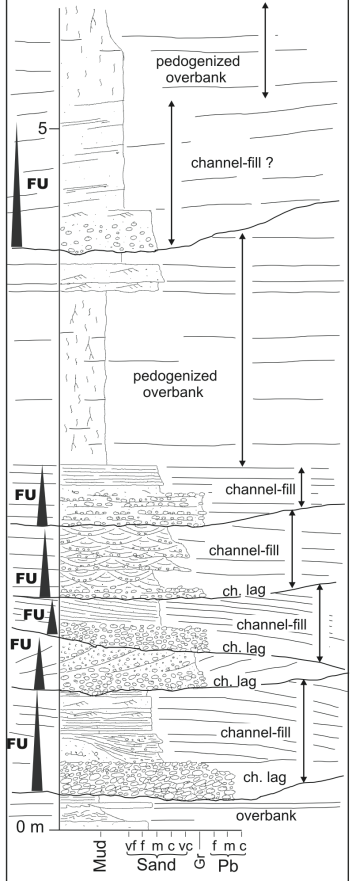 pedogenized
overbank
5
channel-fill ?
FU
pedogenized
overbank
channel-fill
FU
channel-fill
FU
ch. lag
FU
channel-fill
FU
ch. lag
ch. lag
channel-fill
FU
ch. lag
overbank
0 m
vf f m c vc f m c
Mud Sand Gr Pb